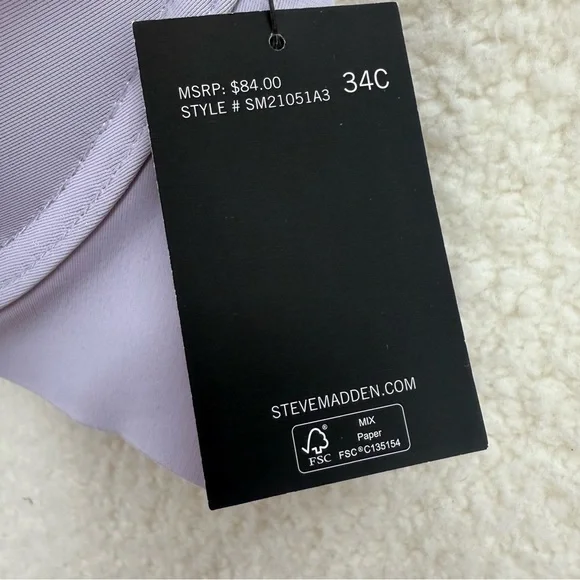 MSRP: $84.00
34C
STYLE # SM21051A3
STEVEMADDEN.COM
MIX
Paper
FSC® C135154
®
FSC